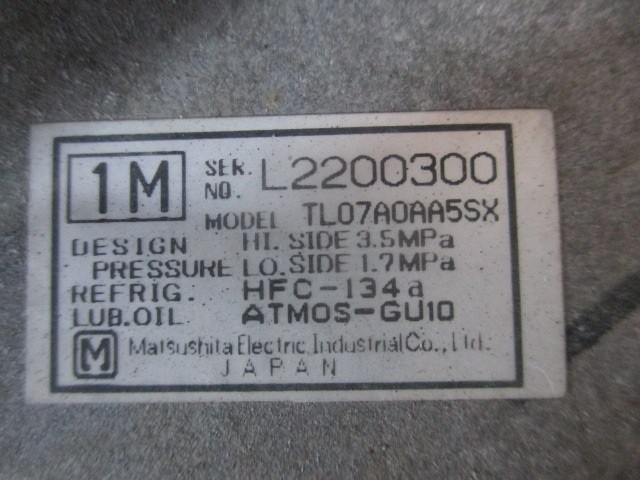 1M SER. NO. L2200300
MODEL TL07A0AA5SX
DESIGN HI. SIDE 3.5MPa
PRESSURE LO. SIDE 1.7MPa
REFRIG. HFC-134a
LUB.OIL ATMOS-GU10
M Matsushita Electric Industrial Co., Ltd.
JAPAN